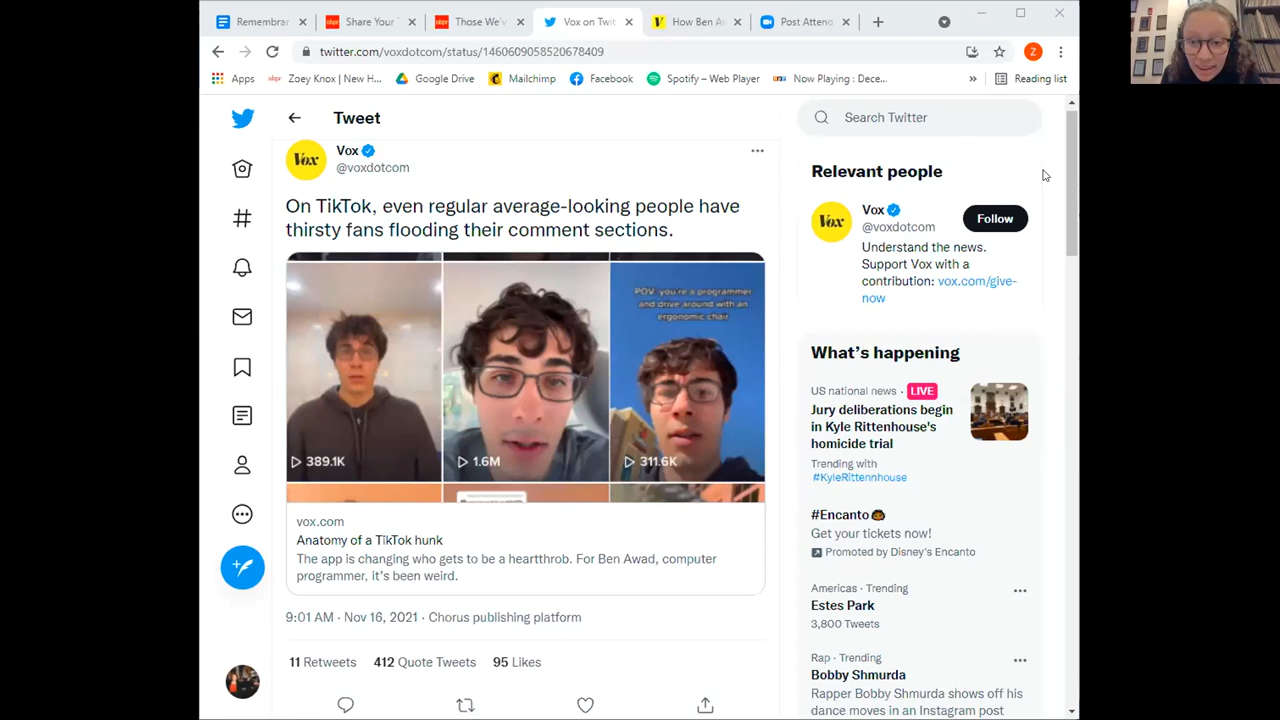 Remembran
Share Your
Those We'v
Vox on Twit
How Ben A
Post Atten
twitter.com/voxdotcom/status/1460609058520678409
Z
Apps
Zoey Knox | New H...
Google Drive
Mailchimp
Facebook
Spotify – Web Player
Now Playing : Dece...
»
Reading list
Tweet
Search Twitter
Vox
Vox
@voxdotcom
On TikTok, even regular average-looking people have
thirsty fans flooding their comment sections.
POV: you're a programmer
and drive around with an
ergonomic chair
389.1K
1.6M
311.6K
vox.com
Anatomy of a TikTok hunk
The app is changing who gets to be a heartthrob. For Ben Awad, computer
programmer, it's been weird.
9:01 AM · Nov 16, 2021 · Chorus publishing platform
11 Retweets 412 Quote Tweets 95 Likes
Relevant people
Vox
Vox
@voxdotcom
Follow
Understand the news.
Support Vox with a
contribution: vox.com/give-
now
What's happening
US national news · LIVE
Jury deliberations begin
in Kyle Rittenhouse's
homicide trial
Trending with
#KyleRittennhouse
#Encanto
Get your tickets now!
Promoted by Disney's Encanto
Americas · Trending
Estes Park
3,800 Tweets
Rap · Trending
Bobby Shmurda
Rapper Bobby Shmurda shows off his
dance moves in an Instagram post